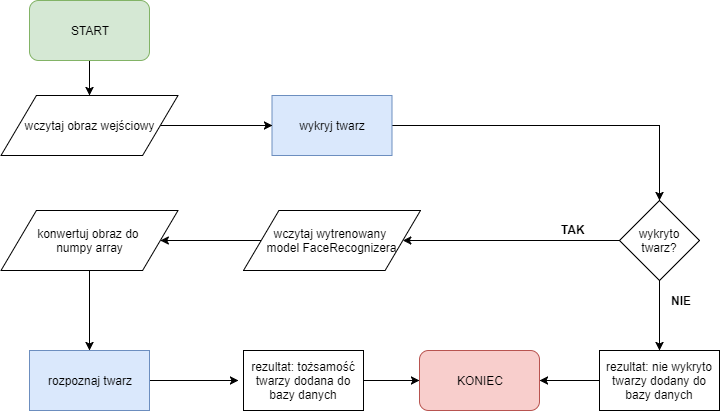 START
wczytaj obraz wejściowy
wykryj twarz
wykryto
twarz?
TAK
wczytaj wytrenowany
model FaceRecognizera
konwertuj obraz do
numpy array
NIE
rozpoznaj twarz
rezultat: tożsamość
twarzy dodana do
bazy danych
KONIEC
rezultat: nie wykryto
twarzy dodany do
bazy danych